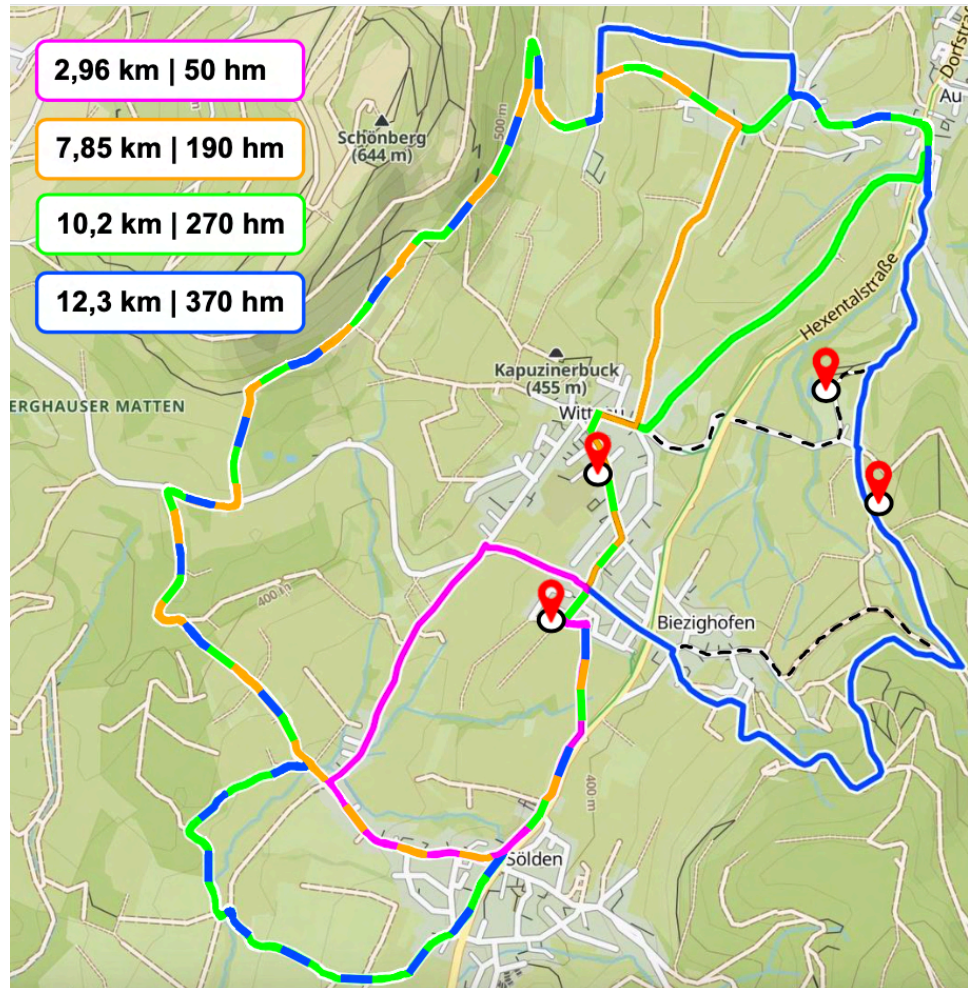 2,96 km | 50 hm
7,85 km | 190 hm
10,2 km | 270 hm
12,3 km | 370 hm
Schönberg
(644 m)
500 m
Dorfstra
Au
Hexentalstraße
Kapuzinerbuck
(455 m)
ERGHAUSER MATTEN
400 m
Biezighofen
400 m
Sölden